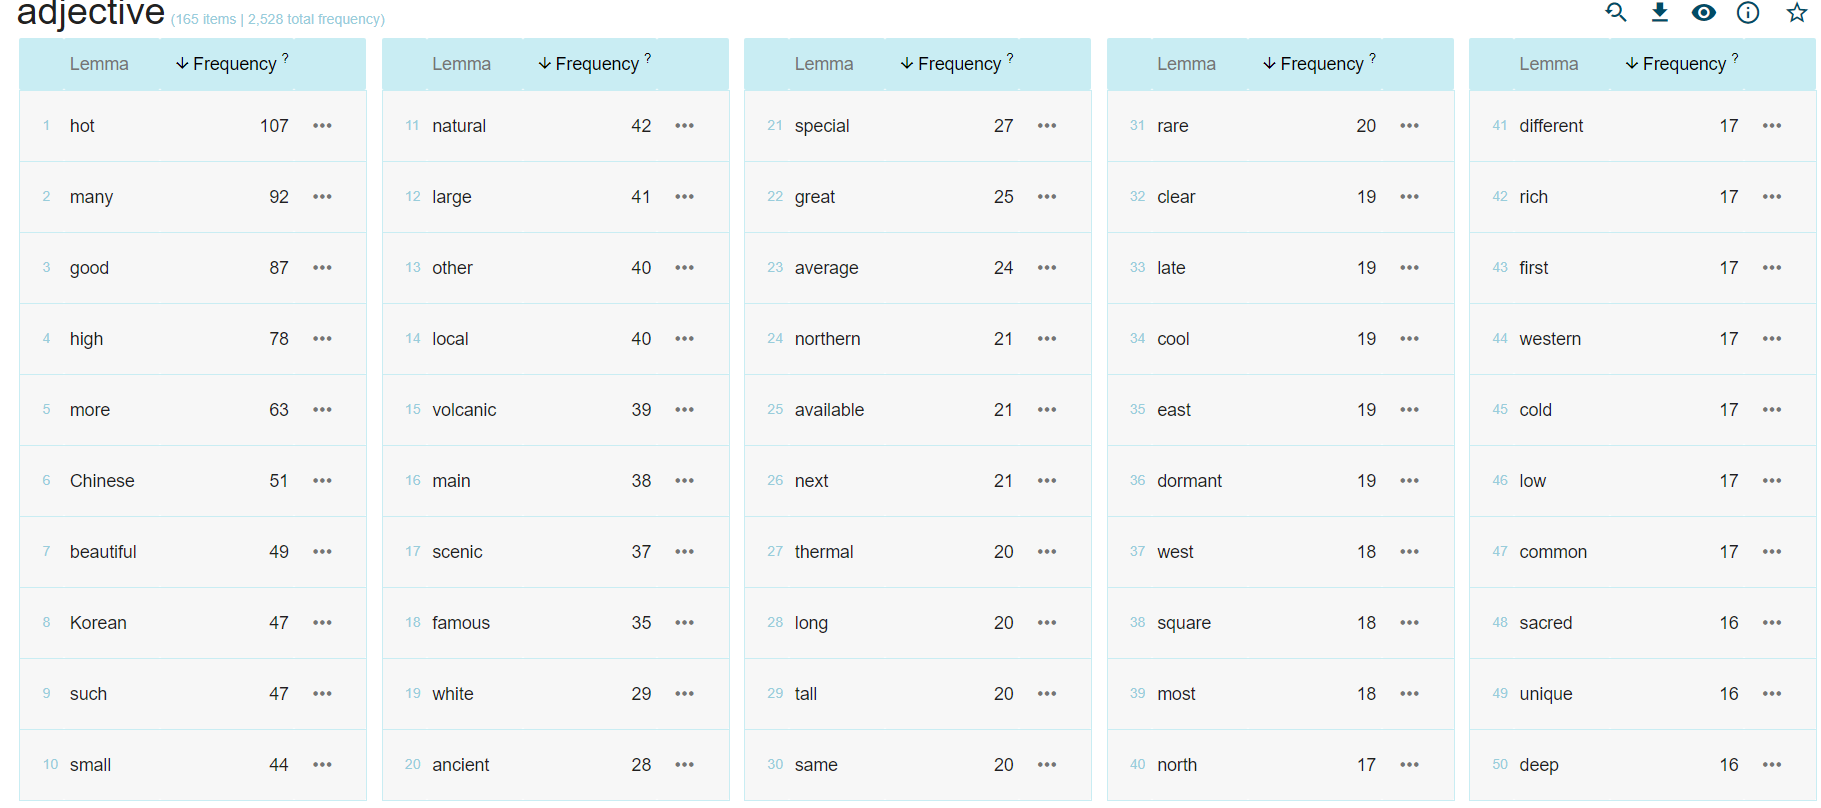 adjective (165 items | 2,528 total frequency)
Lemma Frequency ? Lemma Frequency ? Lemma Frequency ? Lemma Frequency ? Lemma Frequency ?
1 hot 107 11 natural 42 21 special 27 31 rare 20 41 different 17
2 many 92 12 large 41 22 great 25 32 clear 19 42 rich 17
3 good 87 13 other 40 23 average 24 33 late 19 43 first 17
4 high 78 14 local 40 24 northern 21 34 cool 19 44 western 17
5 more 63 15 volcanic 39 25 available 21 35 east 19 45 cold 17
6 Chinese 51 16 main 38 26 next 21 36 dormant 19 46 low 17
7 beautiful 49 17 scenic 37 27 thermal 20 37 west 18 47 common 17
8 Korean 47 18 famous 35 28 long 20 38 square 18 48 sacred 16
9 such 47 19 white 29 29 tall 20 39 most 18 49 unique 16
10 small 44 20 ancient 28 30 same 20 40 north 17 50 deep 16